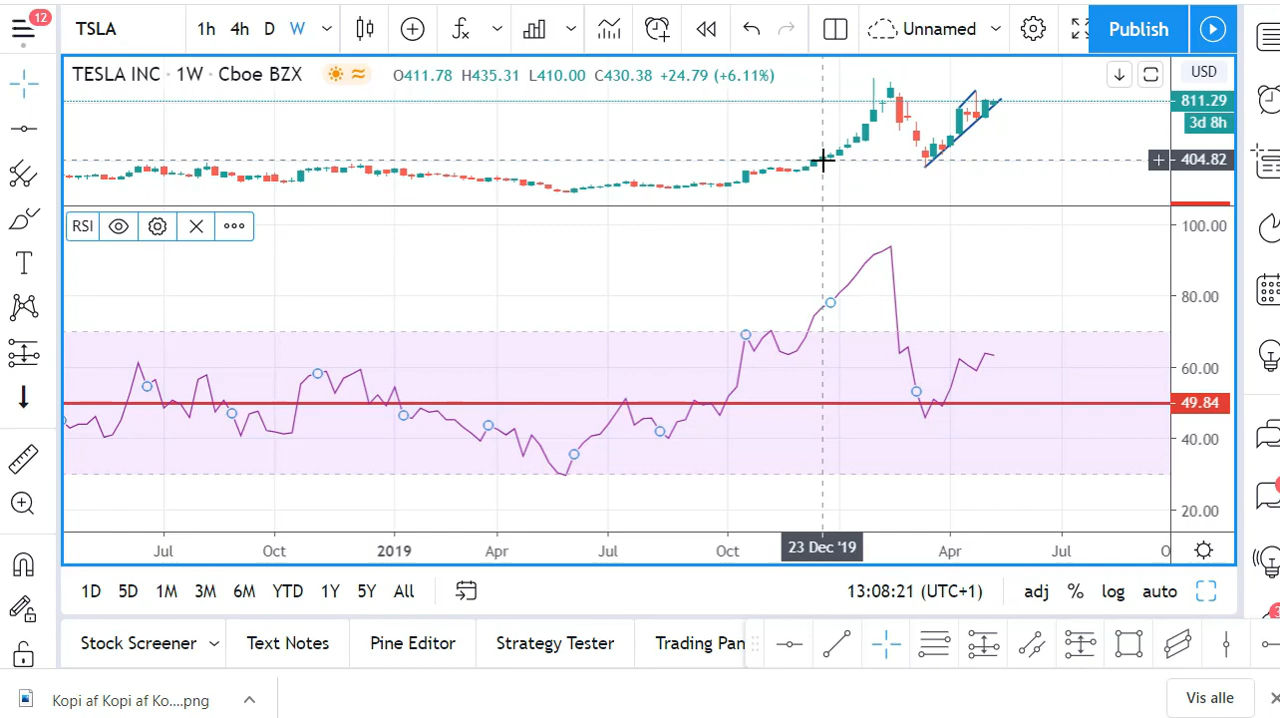 12
TSLA 1h 4h D W Unnamed Publish
TESLA INC · 1W · Cboe BZX O411.78 H435.31 L410.00 C430.38 +24.79 (+6.11%) USD
811.29
3d 8h
404.82
RSI
100.00
80.00
60.00
49.84
40.00
20.00
Jul Oct 2019 Apr Jul Oct 23 Dec '19 Apr Jul O
1D 5D 1M 3M 6M YTD 1Y 5Y All 13:08:21 (UTC+1) adj % log auto
Stock Screener Text Notes Pine Editor Strategy Tester Trading Pan
Kopi af Kopi af Ko....png Vis alle